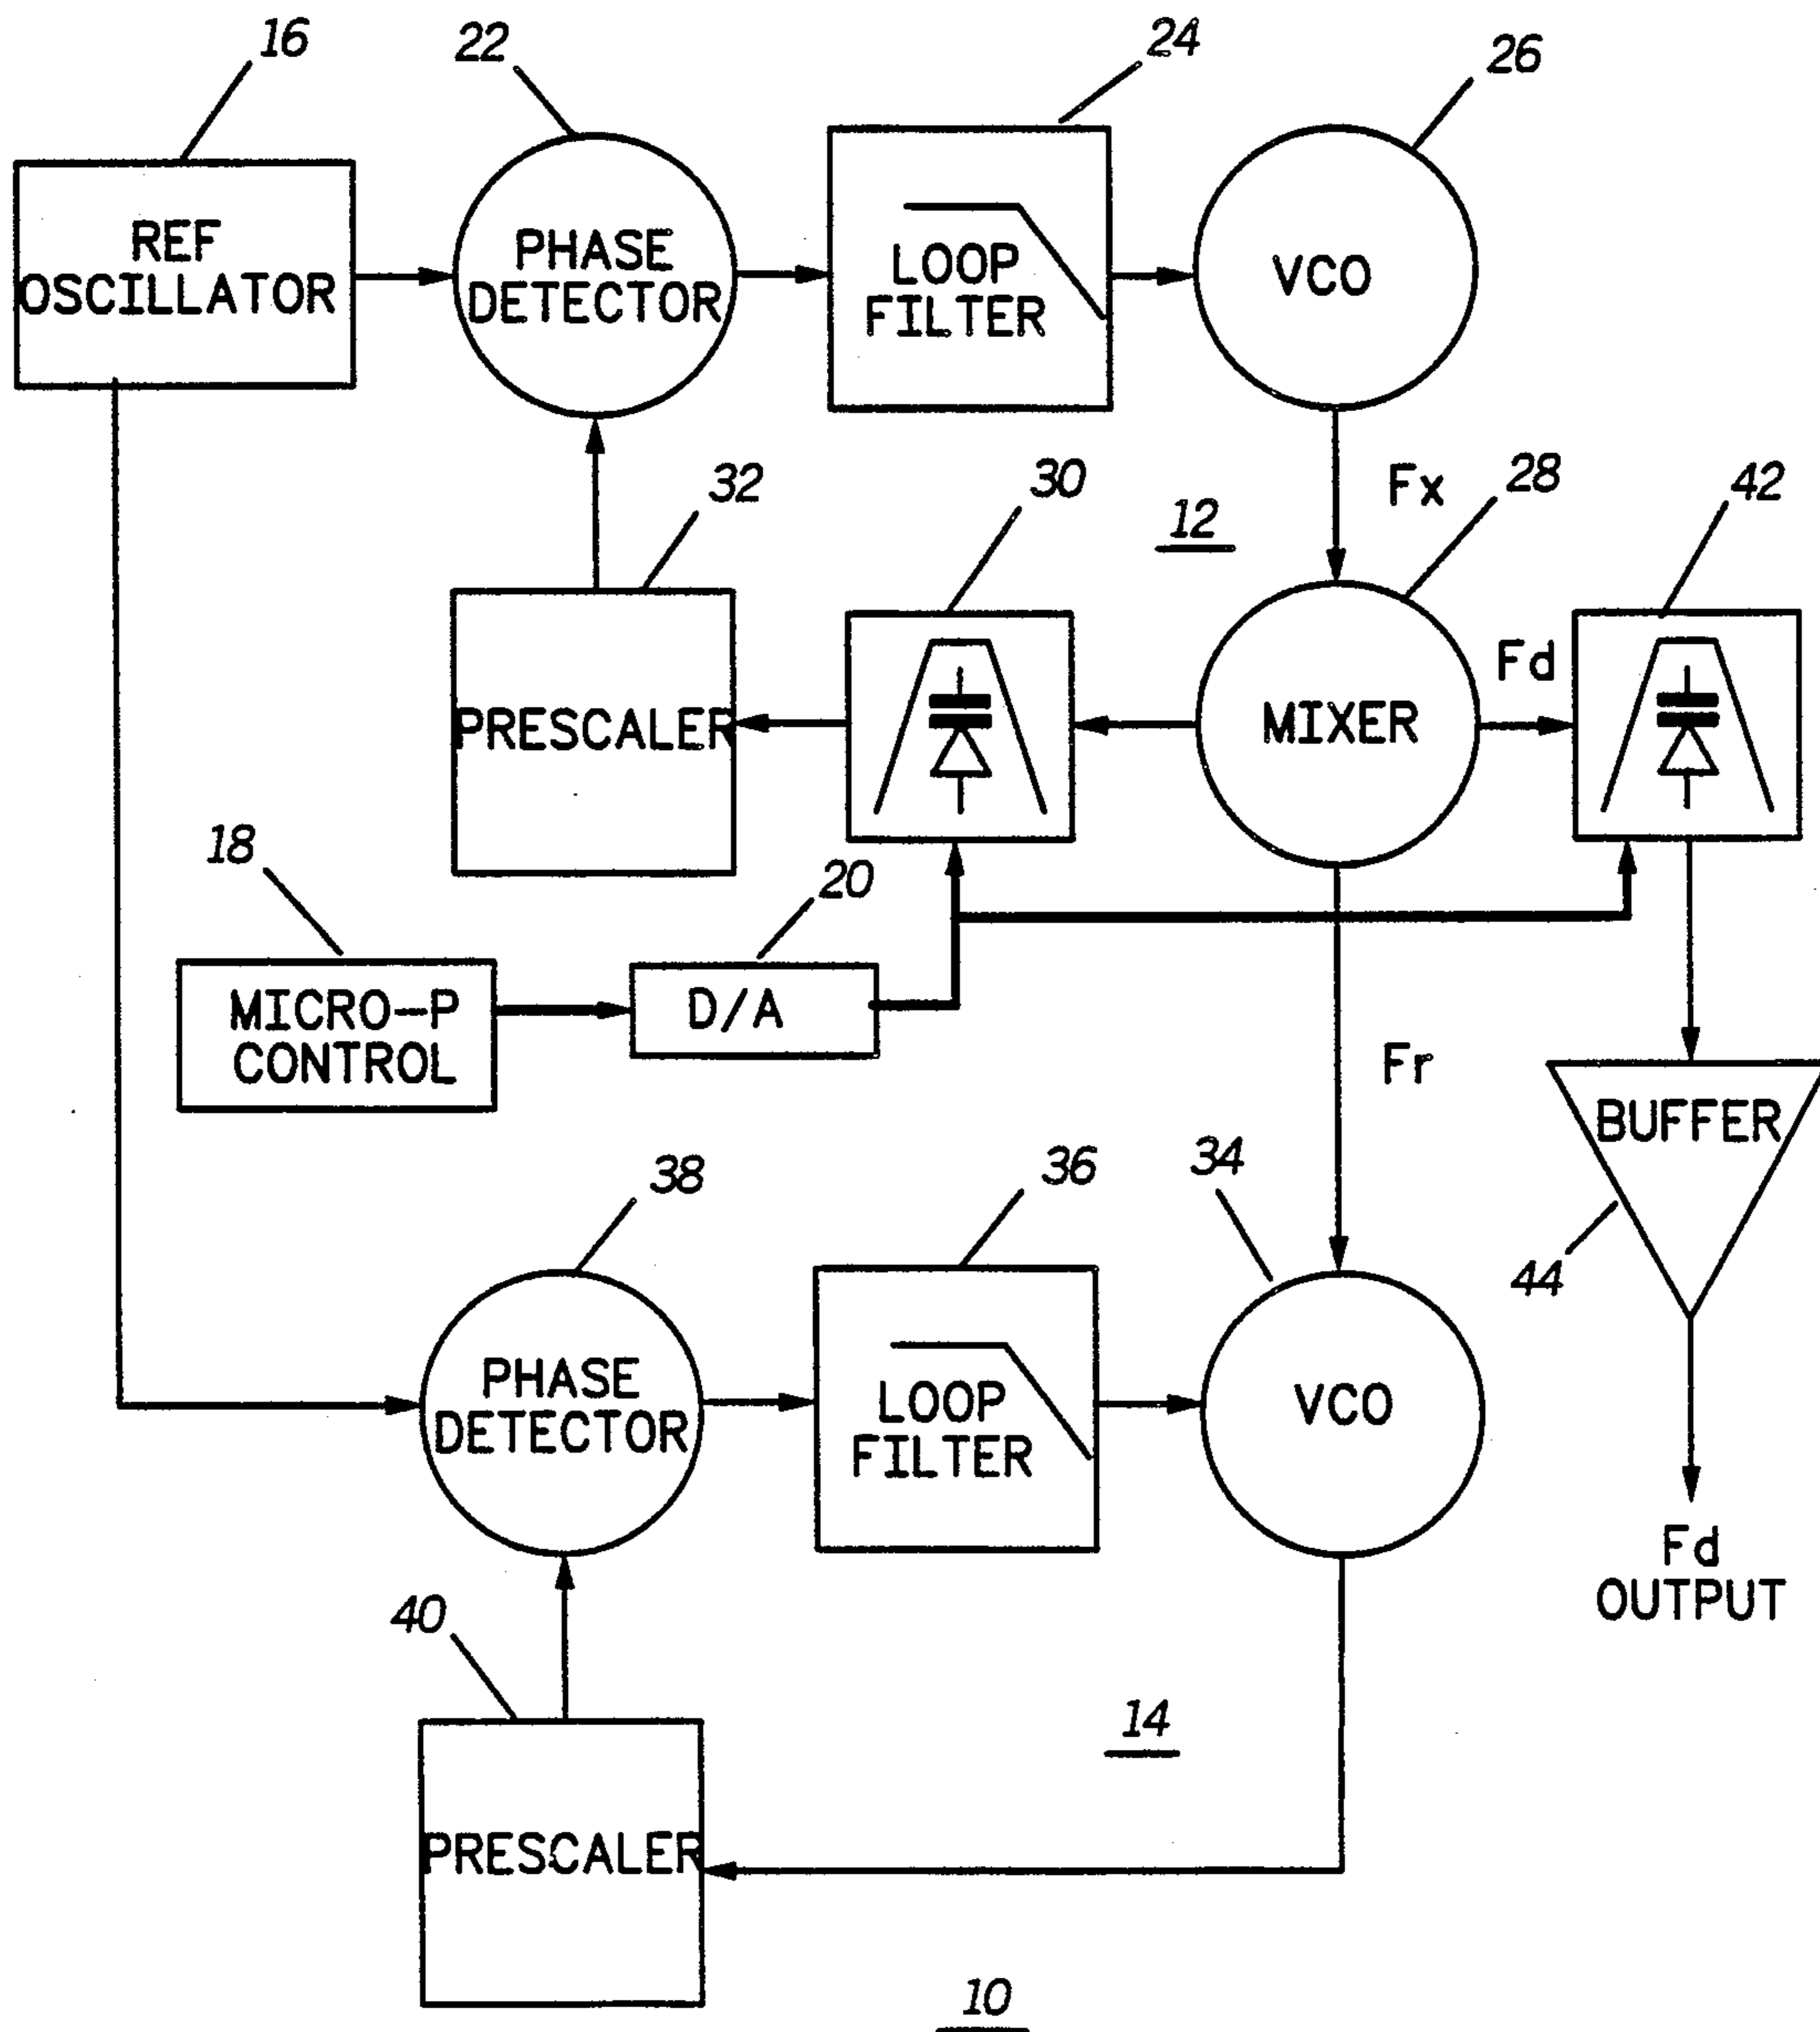 16
22
24
26
REF
OSCILLATOR
PHASE
DETECTOR
LOOP
FILTER
VCO
32
30
12
Fx
28
42
PRESCALER
MIXER
Fd
18
20
MICRO-P
CONTROL
D/A
Fr
BUFFER
38
36
34
44
PHASE
DETECTOR
LOOP
FILTER
VCO
Fd
OUTPUT
40
14
PRESCALER
10